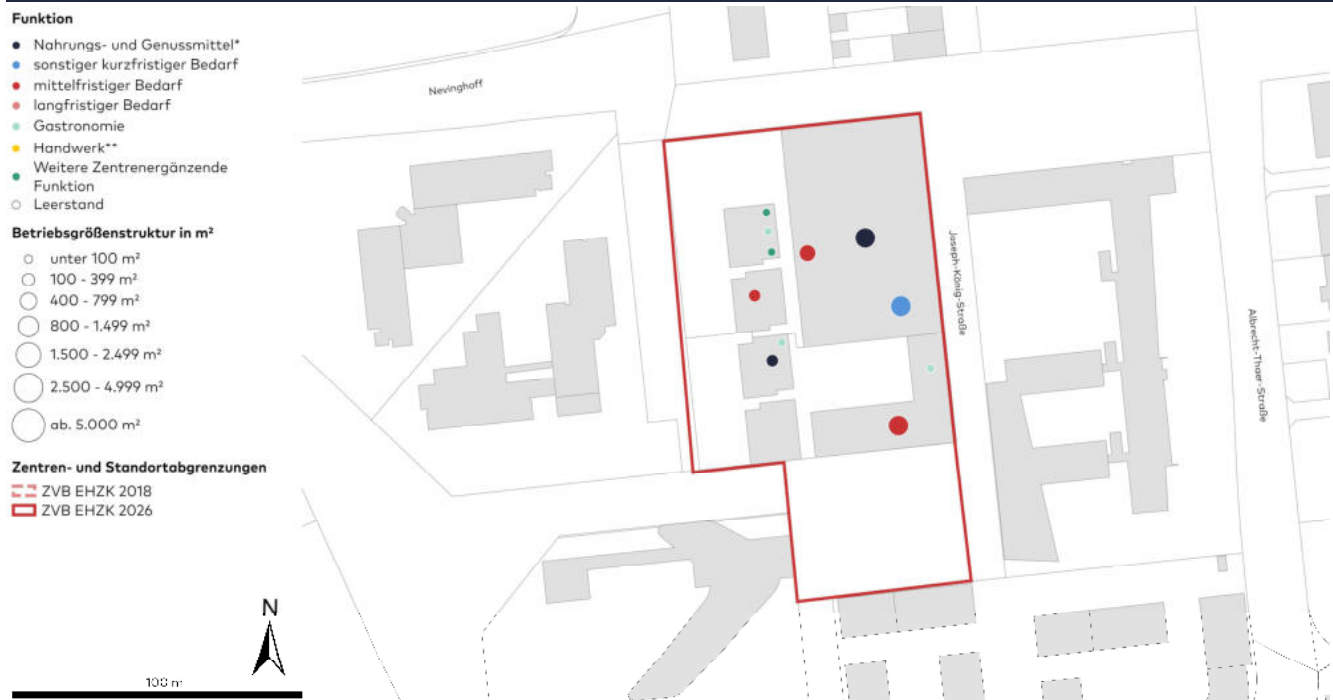 Funktion
Nahrungs- und Genussmittel*
sonstiger kurzfristiger Bedarf
mittelfristiger Bedarf
langfristiger Bedarf
Gastronomie
Handwerk**
Weitere Zentrenergänzende
Funktion
Leerstand
Betriebsgrößenstruktur in m²
unter 100 m²
100 - 399 m²
400 - 799 m²
800 - 1.499 m²
1.500 - 2.499 m²
2.500 - 4.999 m²
ab. 5.000 m²
Zentren- und Standortabgrenzungen
ZVB EHZK 2018
ZVB EHZK 2026
N
100 m
Nevinghoff
Joseph-König-Straße
Albrecht-Thaer-Straße